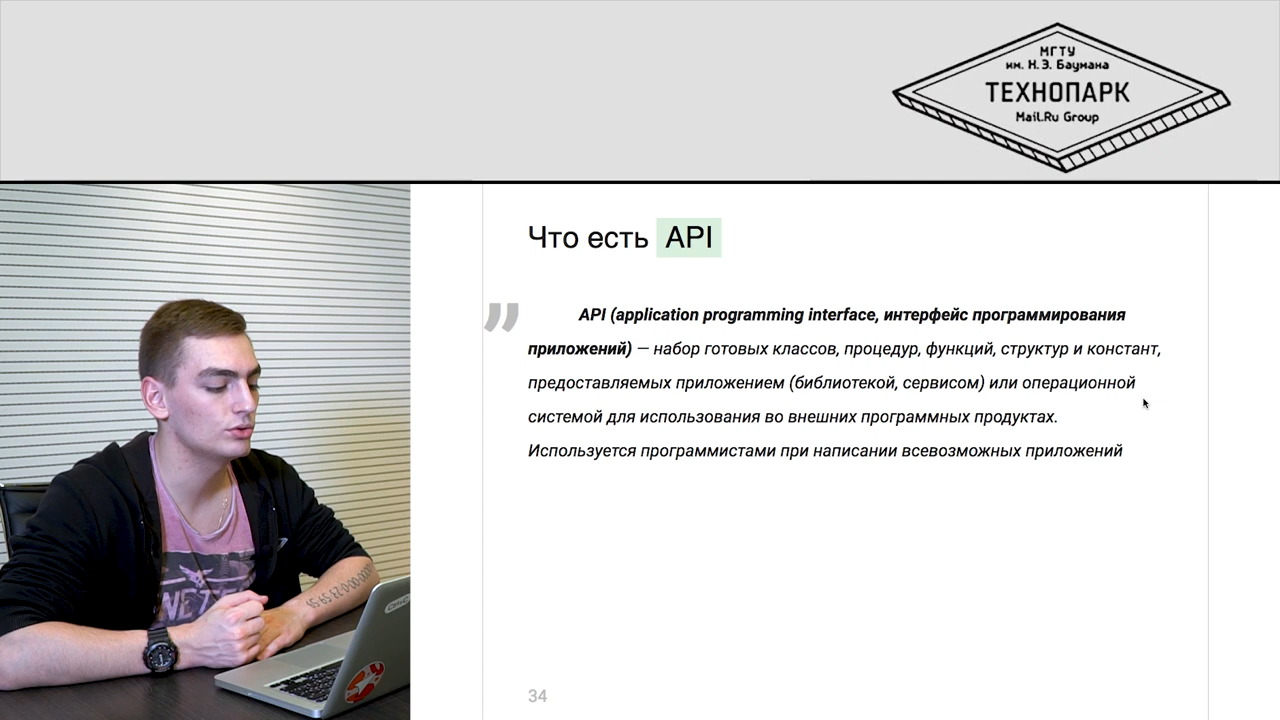 МГТУ
им. Н.Э. Баумана
ТЕХНОПАРК
Mail.Ru Group
Что есть API
” API (application programming interface, интерфейс программирования
приложений) — набор готовых классов, процедур, функций, структур и констант,
предоставляемых приложением (библиотекой, сервисом) или операционной
системой для использования во внешних программных продуктах.
Используется программистами при написании всевозможных приложений
34